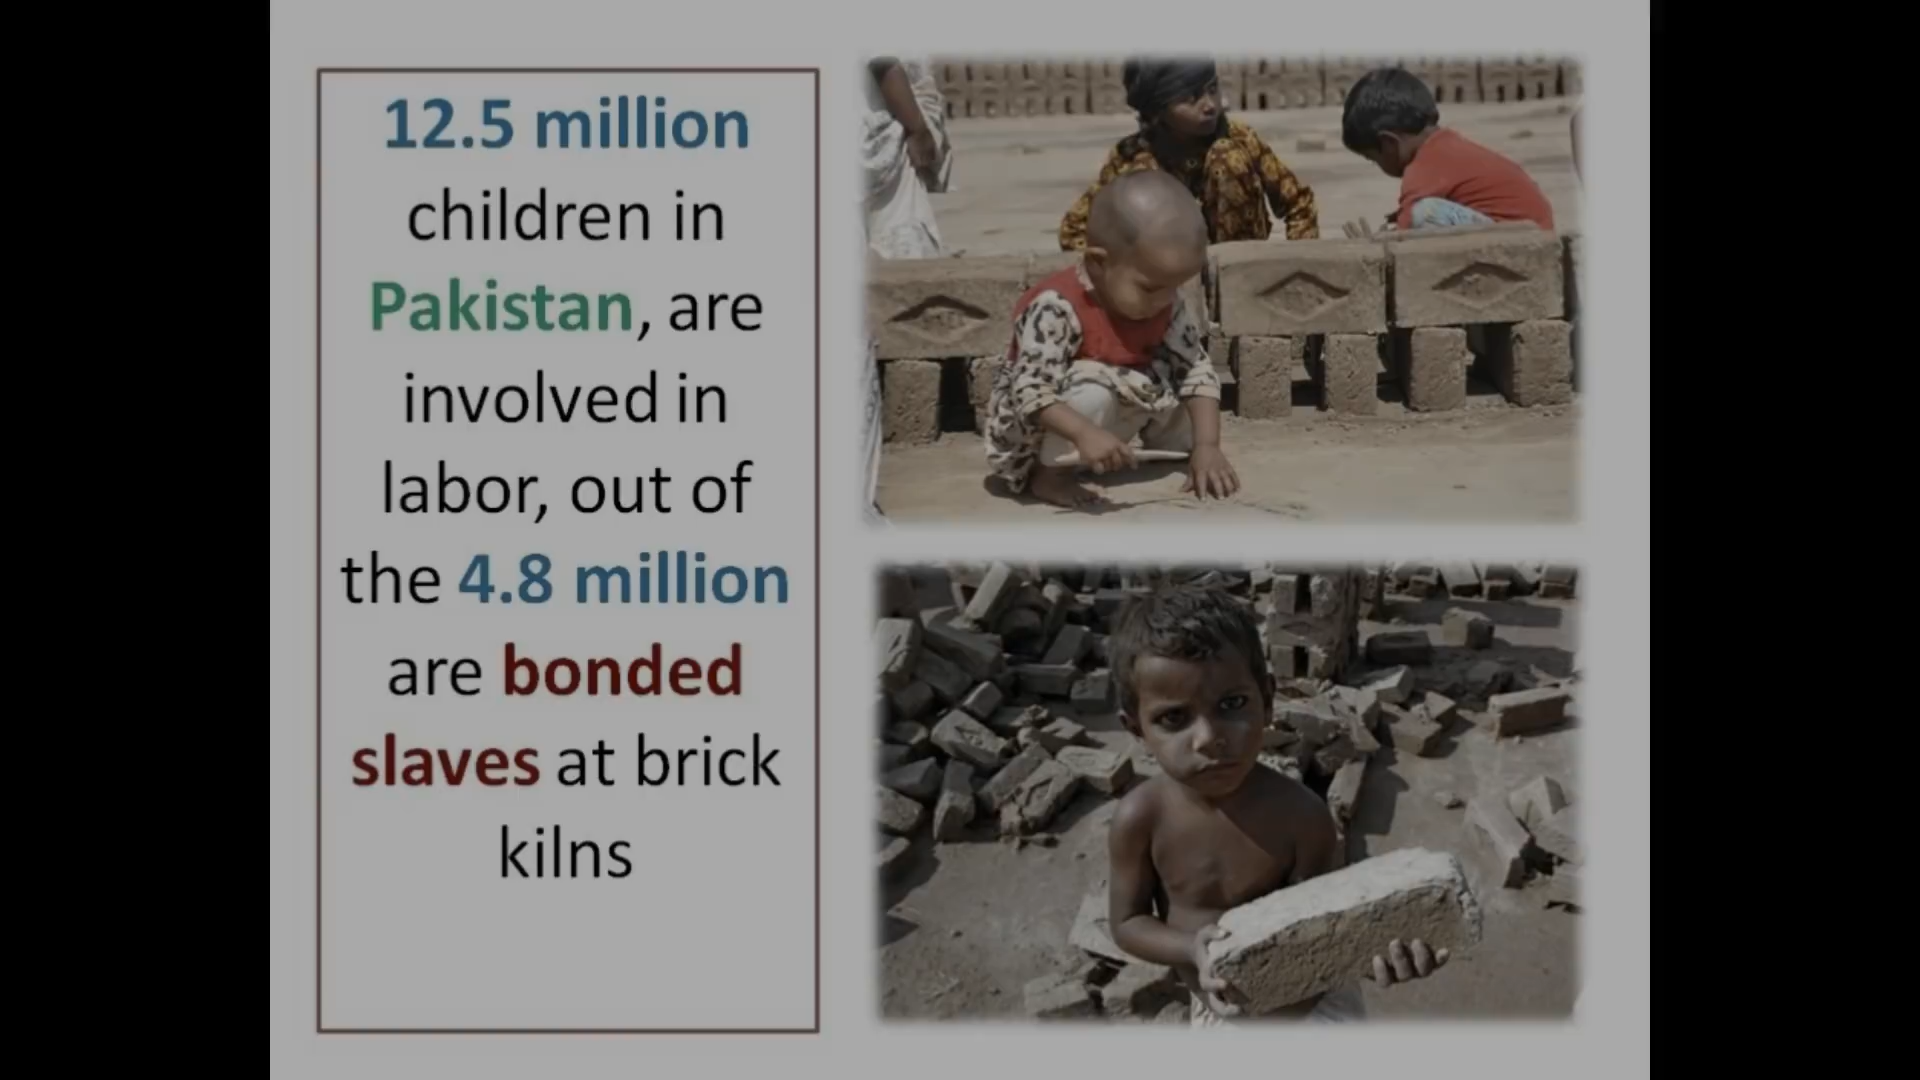 12.5 million
children in
Pakistan, are
involved in
labor, out of
the 4.8 million
are bonded
slaves at brick
kilns